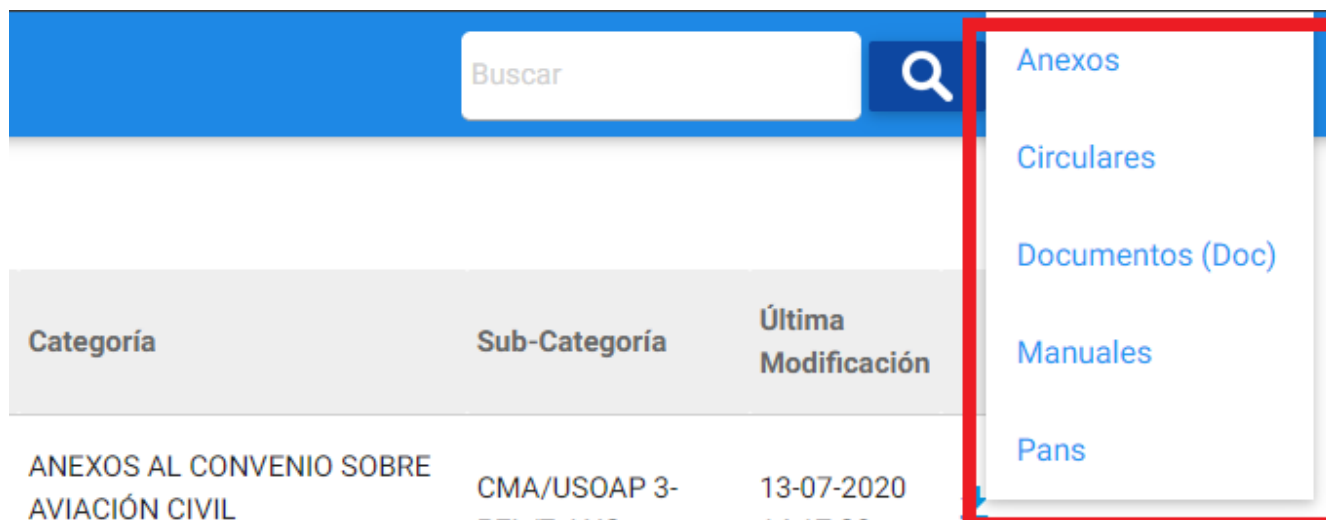 Buscar
Anexos
Circulares
Documentos (Doc)
Manuales
Pans
Categoría
Sub-Categoría
Última
Modificación
ANEXOS AL CONVENIO SOBRE
AVIACIÓN CIVIL
CMA/USOAP 3-
13-07-2020